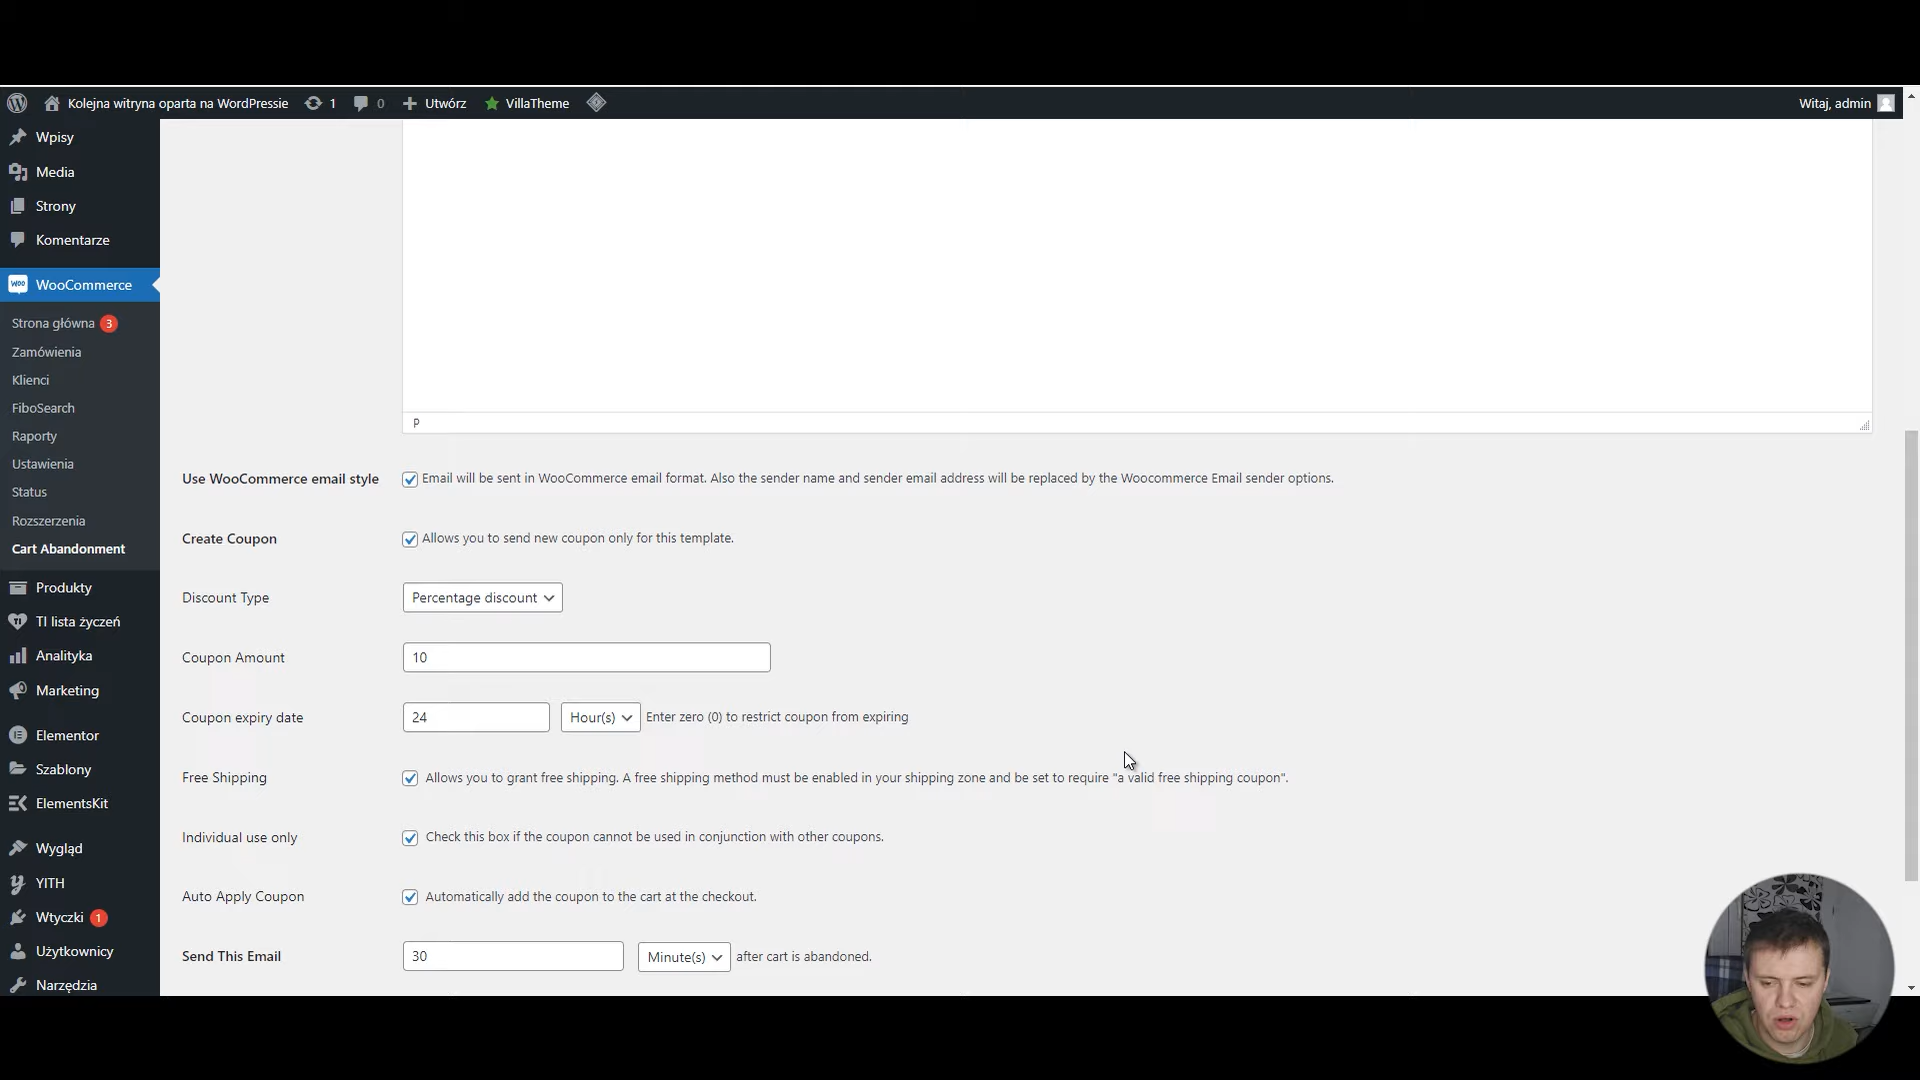 Kolejna witryna oparta na WordPressie 1 0 Utwórz VillaTheme Witaj, admin
Wpisy
Media
Strony
Komentarze
WooCommerce
Strona główna 3
Zamówienia
Klienci
FiboSearch
Raporty
Ustawienia
Status
Rozszerzenia
Cart Abandonment
Produkty
TI lista życzeń
Analityka
Marketing
Elementor
Szablony
ElementsKit
Wygląd
YITH
Wtyczki 1
Użytkownicy
Narzędzia
P
Use WooCommerce email style Email will be sent in WooCommerce email format. Also the sender name and sender email address will be replaced by the Woocommerce Email sender options.
Create Coupon Allows you to send new coupon only for this template.
Discount Type Percentage discount
Coupon Amount 10
Coupon expiry date 24 Hour(s) Enter zero (0) to restrict coupon from expiring
Free Shipping Allows you to grant free shipping. A free shipping method must be enabled in your shipping zone and be set to require "a valid free shipping coupon".
Individual use only Check this box if the coupon cannot be used in conjunction with other coupons.
Auto Apply Coupon Automatically add the coupon to the cart at the checkout.
Send This Email 30 Minute(s) after cart is abandoned.